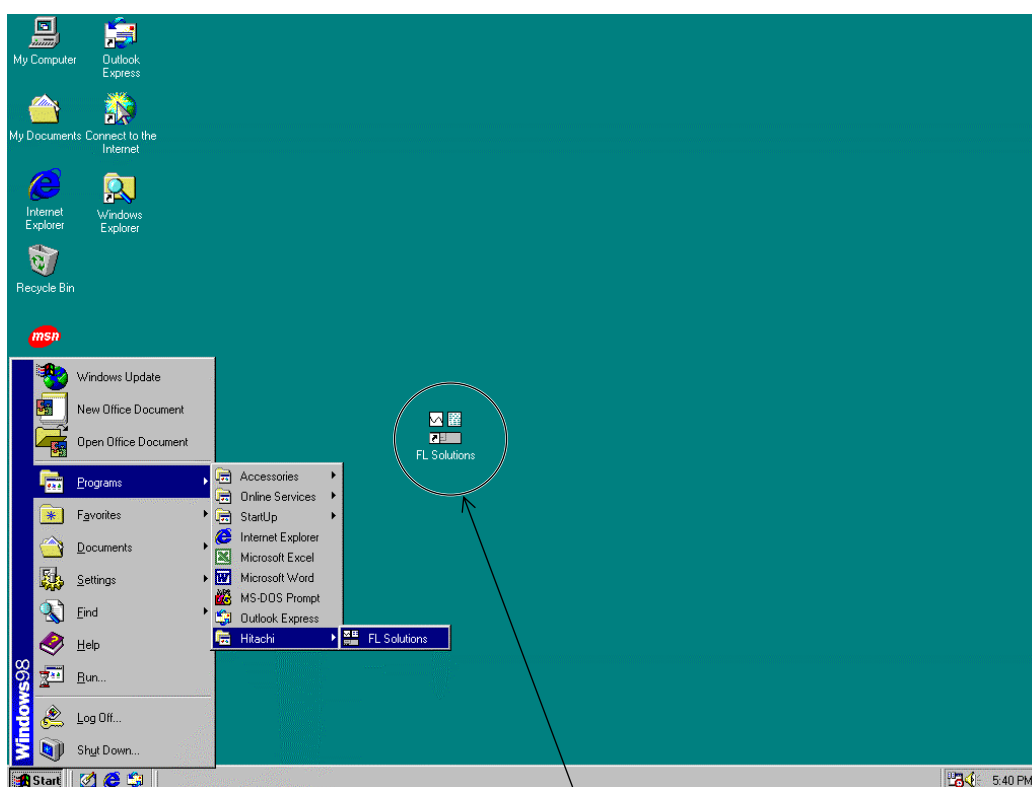 My Computer
Outlook
Express
My Documents
Connect to the
Internet
Internet
Explorer
Windows
Explorer
Recycle Bin
msn
Windows Update
New Office Document
Open Office Document
Programs
Favorites
Documents
Settings
Find
Help
Run...
Log Off...
Shut Down...
Windows98
Accessories
Online Services
StartUp
Internet Explorer
Microsoft Excel
Microsoft Word
MS-DOS Prompt
Outlook Express
Hitachi
FL Solutions
FL Solutions
Start
5:40 PM